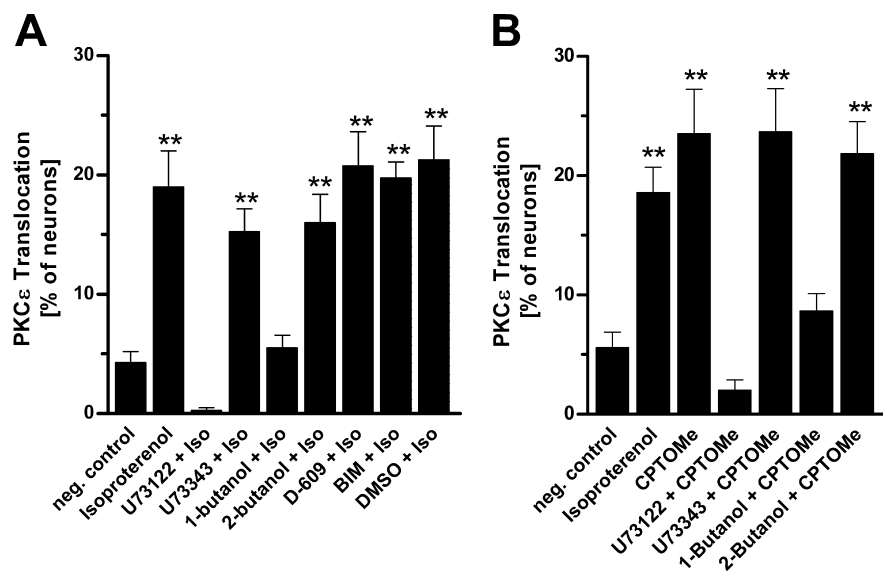 A
PKCε Translocation
[% of neurons]
30
20
10
0
**
**
**
**
**
**
neg. control
Isoproterenol
U73122 + Iso
U73343 + Iso
1-butanol + Iso
2-butanol + Iso
D-609 + Iso
BIM + Iso
DMSO + Iso
B
PKCε Translocation
[% of neurons]
30
20
10
0
**
**
**
**
neg. control
Isoproterenol
CPTOMe
U73122 + CPTOMe
U73343 + CPTOMe
1-Butanol + CPTOMe
2-Butanol + CPTOMe